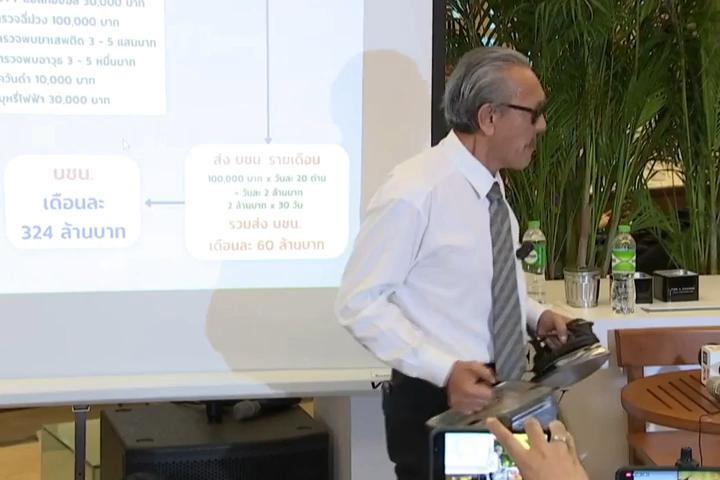 30,000 บาท
ตรวจฉี่ม่วง 100,000 บาท
ตรวจพบยาเสพติด 3 - 5 แสนบาท
ตรวจพบอาวุธ 3 - 5 หมื่นบาท
ควันดำ 10,000 บาท
บุหรี่ไฟฟ้า 30,000 บาท
บชน.
เดือนละ
324 ล้านบาท
ส่ง บชน. รายเดือน
100,000 บาท x วันละ 20 ด่าน
= วันละ 2 ล้านบาท
2 ล้านบาท x 30 วัน
รวมส่ง บชน.
เดือนละ 60 ล้านบาท